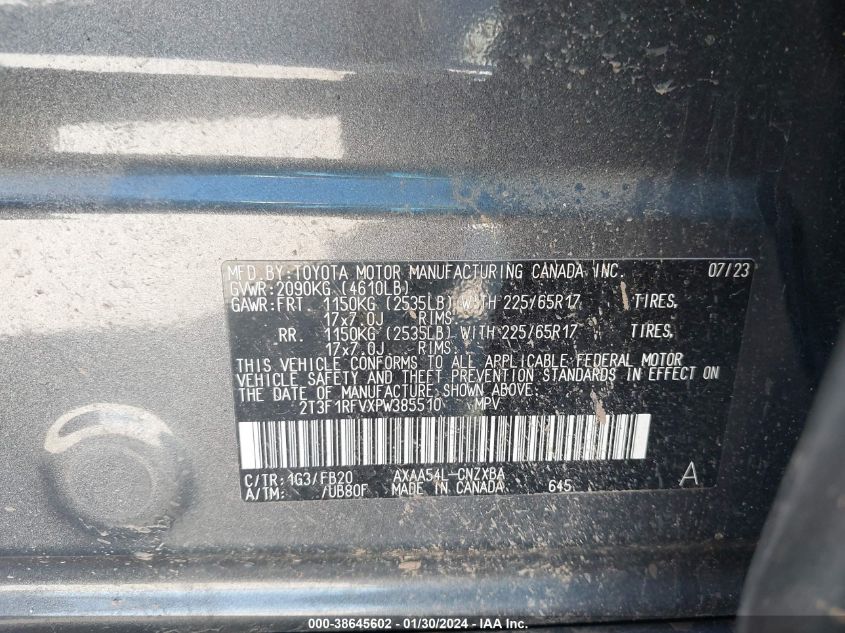 MFD. BY: TOYOTA MOTOR MANUFACTURING CANADA INC. 07/23
GVWR: 2090KG (4610LB)
GAWR: FRT 1150KG (2535LB) WITH 225/65R17 TIRES,
17x7.0J RIMS
RR. 1150KG (2535LB) WITH 225/65R17 TIRES,
17x7.0J RIMS
THIS VEHICLE CONFORMS TO ALL APPLICABLE FEDERAL MOTOR
VEHICLE SAFETY AND THEFT PREVENTION STANDARDS IN EFFECT ON
THE DATE OF MANUFACTURE SHOWN ABOVE.
2T3F1RFVXPW385510 MPV
C/TR: 1G3/FB20 AXAA54L-CNZXBA
A/TM: /UB80F MADE IN CANADA 645 A
000-38645602 - 01/30/2024 - IAA Inc.